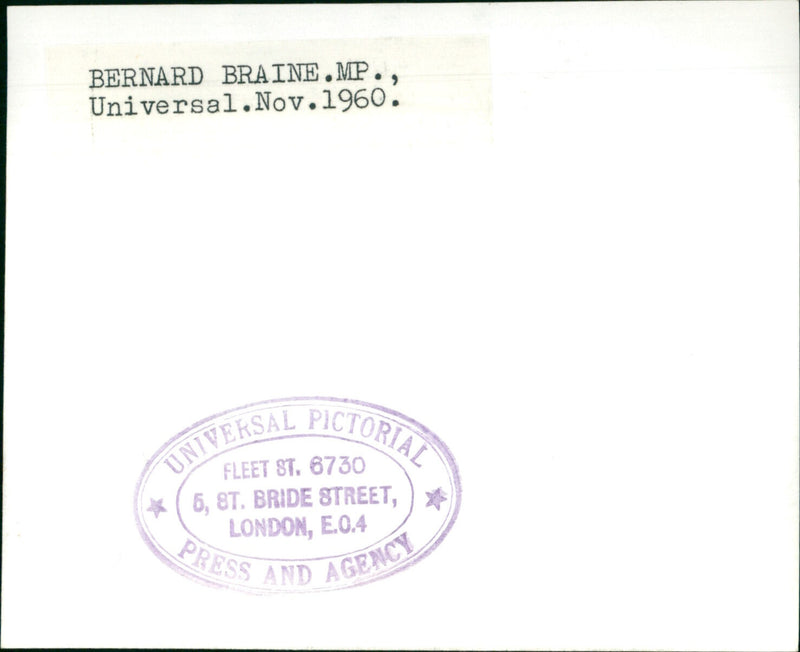 BERNARD BRAINE.MP.,
Universal.Nov.1960.
UNIVERSAL PICTORIAL
FLEET ST. 6730
5, ST. BRIDE STREET,
LONDON, E.C.4
PRESS AND AGENCY